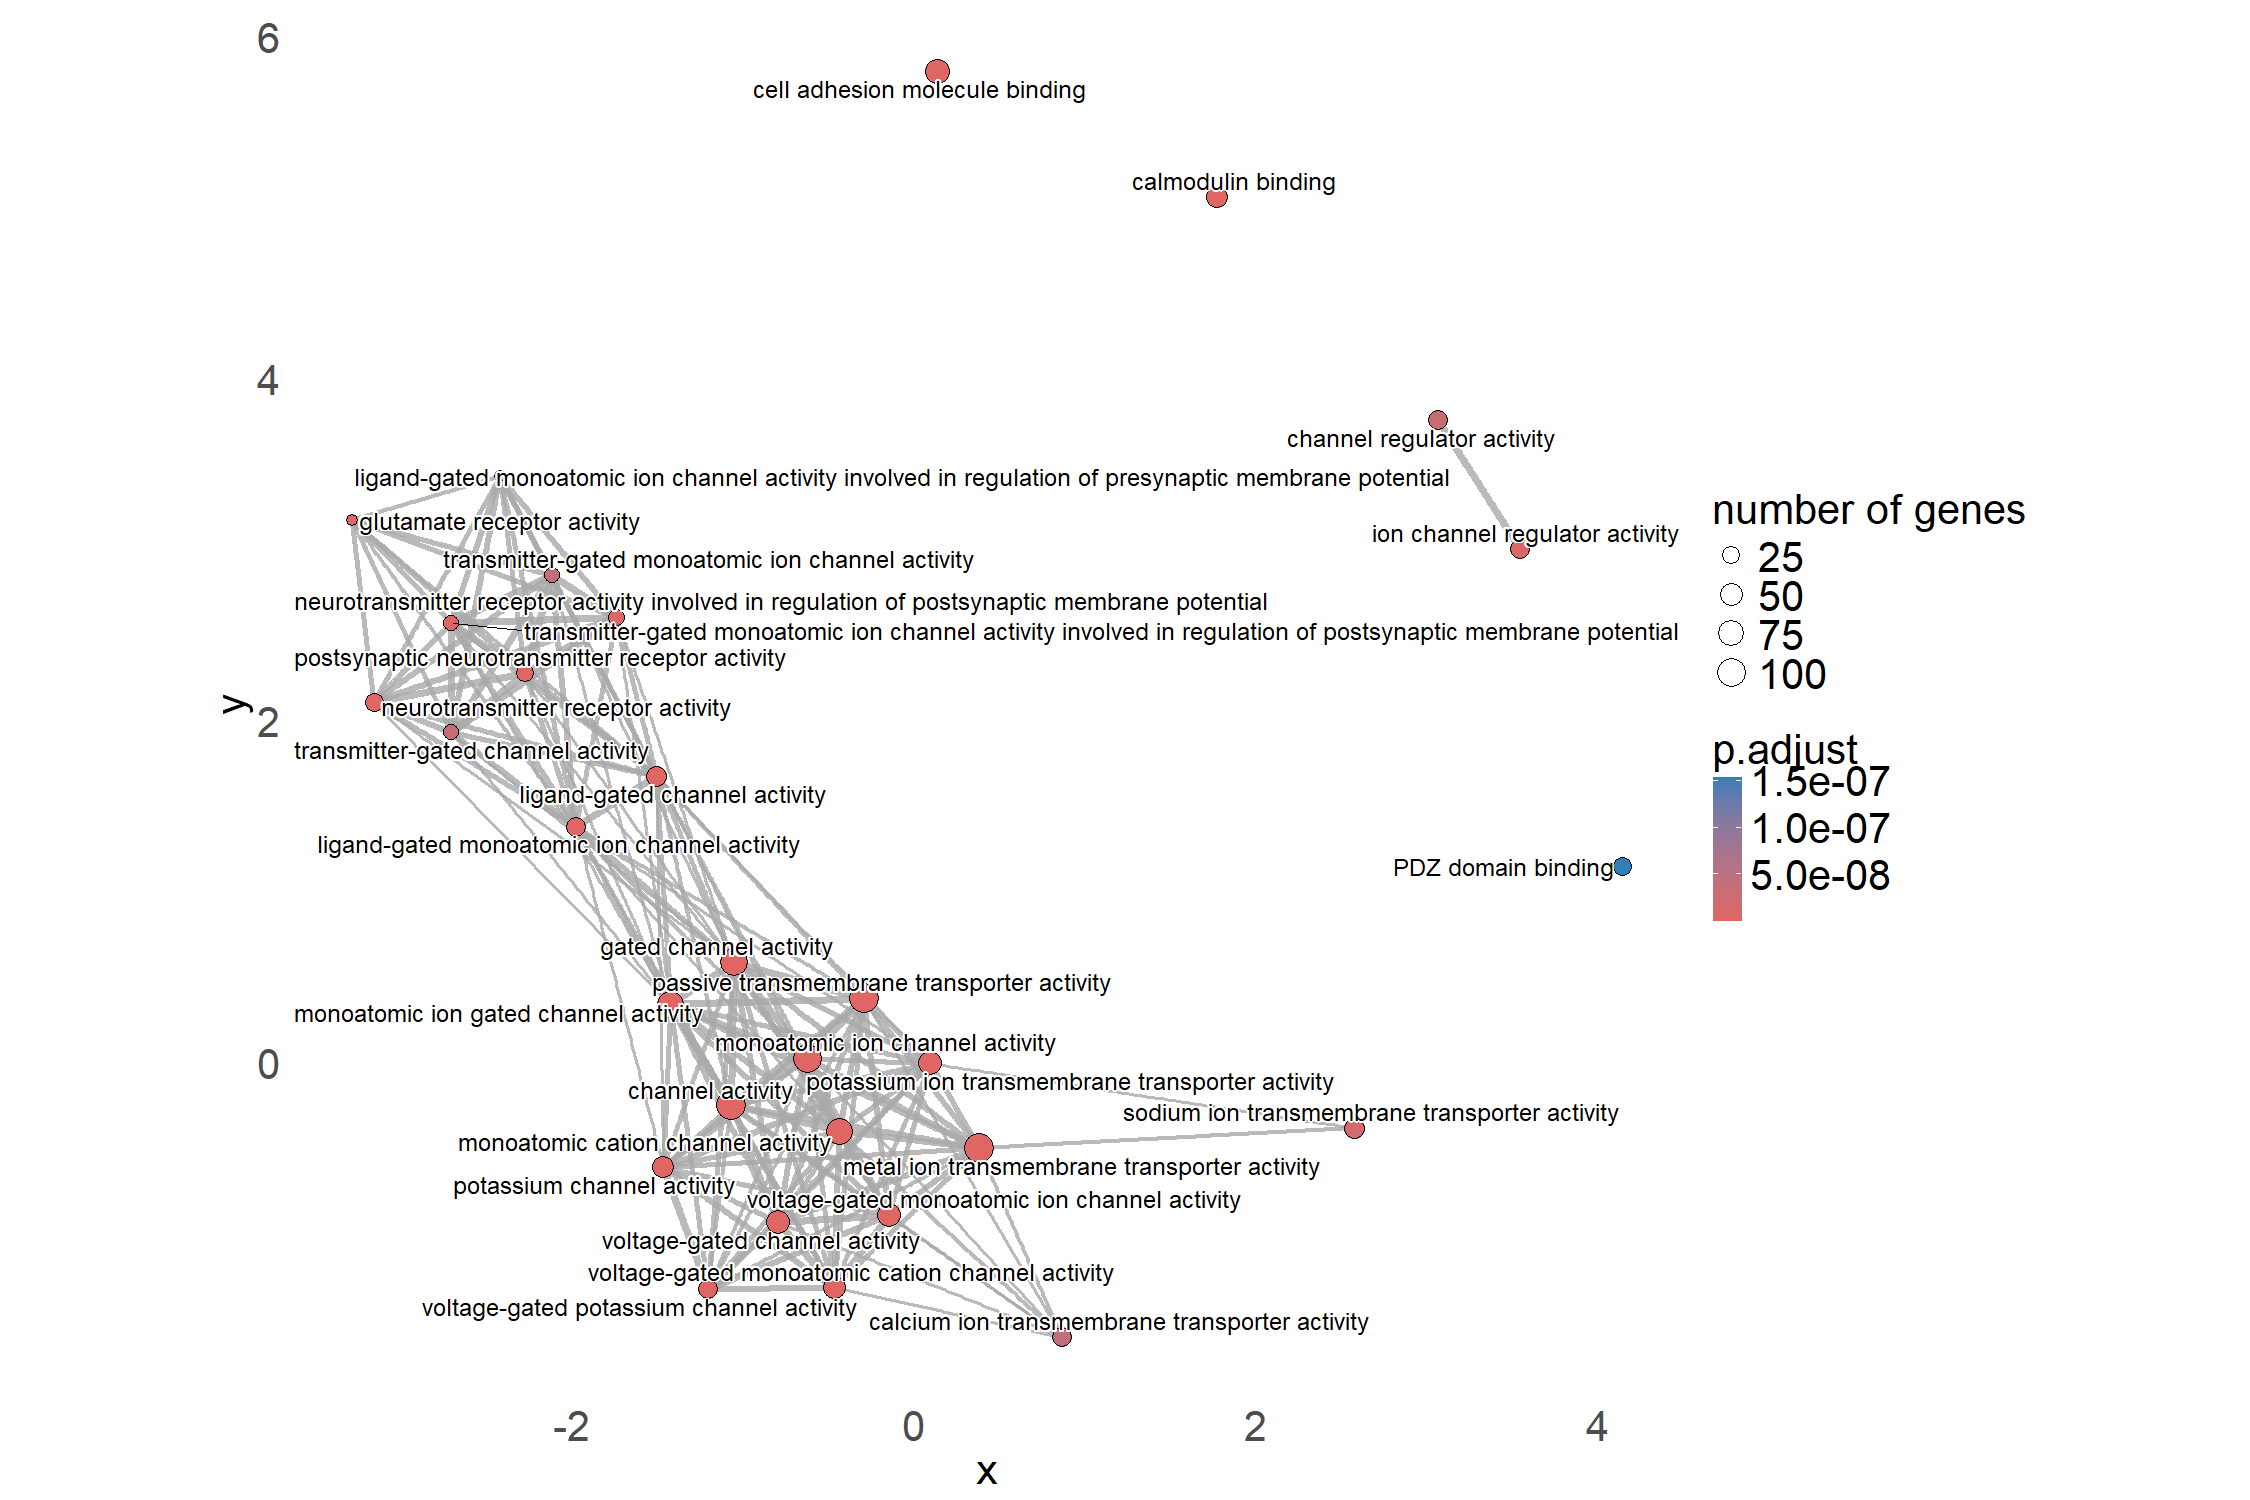 6
cell adhesion molecule binding
calmodulin binding
4
channel regulator activity
ligand-gated monoatomic ion channel activity involved in regulation of presynaptic membrane potential
glutamate receptor activity
ion channel regulator activity
transmitter-gated monoatomic ion channel activity
neurotransmitter receptor activity involved in regulation of postsynaptic membrane potential
transmitter-gated monoatomic ion channel activity involved in regulation of postsynaptic membrane potential
postsynaptic neurotransmitter receptor activity
neurotransmitter receptor activity
y
2
transmitter-gated channel activity
ligand-gated channel activity
ligand-gated monoatomic ion channel activity
PDZ domain binding
gated channel activity
passive transmembrane transporter activity
monoatomic ion gated channel activity
monoatomic ion channel activity
0
potassium ion transmembrane transporter activity
channel activity
sodium ion transmembrane transporter activity
monoatomic cation channel activity
metal ion transmembrane transporter activity
potassium channel activity
voltage-gated monoatomic ion channel activity
voltage-gated channel activity
voltage-gated monoatomic cation channel activity
voltage-gated potassium channel activity
calcium ion transmembrane transporter activity
-2 0 2 4
x
number of genes
25
50
75
100
p.adjust
1.5e-07
1.0e-07
5.0e-08